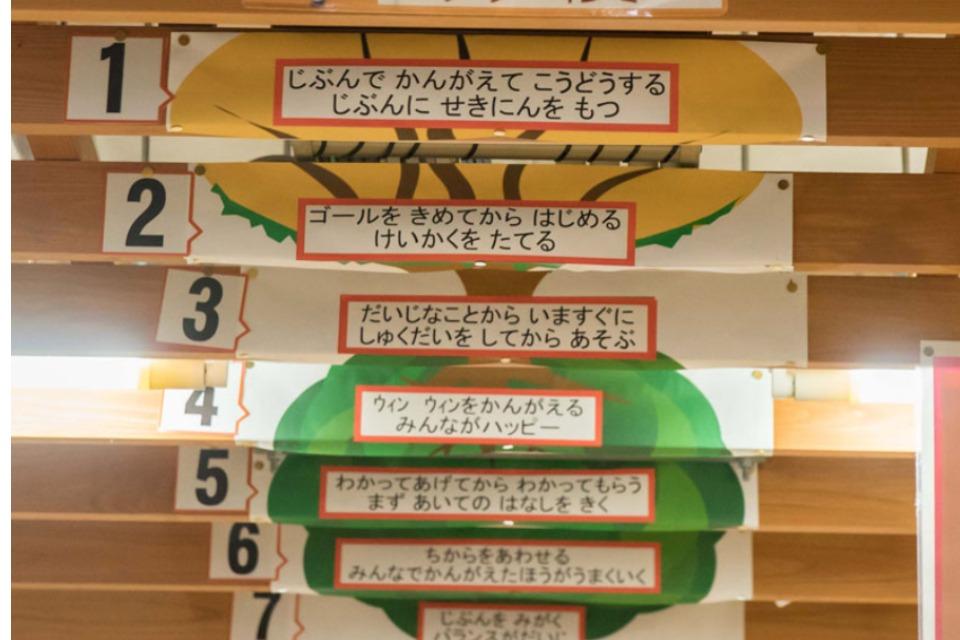 1
じぶんで かんがえて こうどうする
じぶんに せきにんを もつ
2
ゴールを きめてから はじめる
けいかくを たてる
3
だいじなことから いますぐに
しゅくだいを してから あそぶ
4
ウィン ウィンをかんがえる
みんながハッピー
5
わかってあげてから わかってもらう
まず あいての はなしを きく
6
ちからをあわせる
みんなでかんがえたほうがうまくいく
7
じぶんを みがく
バランスがだいじ